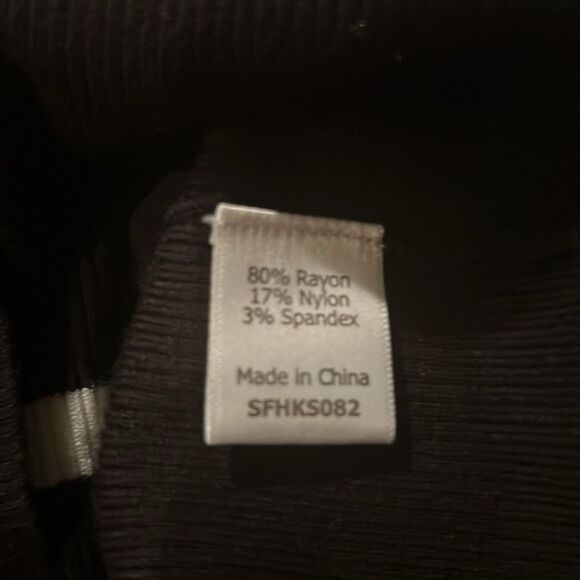 80% Rayon
17% Nylon
3% Spandex
Made in China
SFHKS082